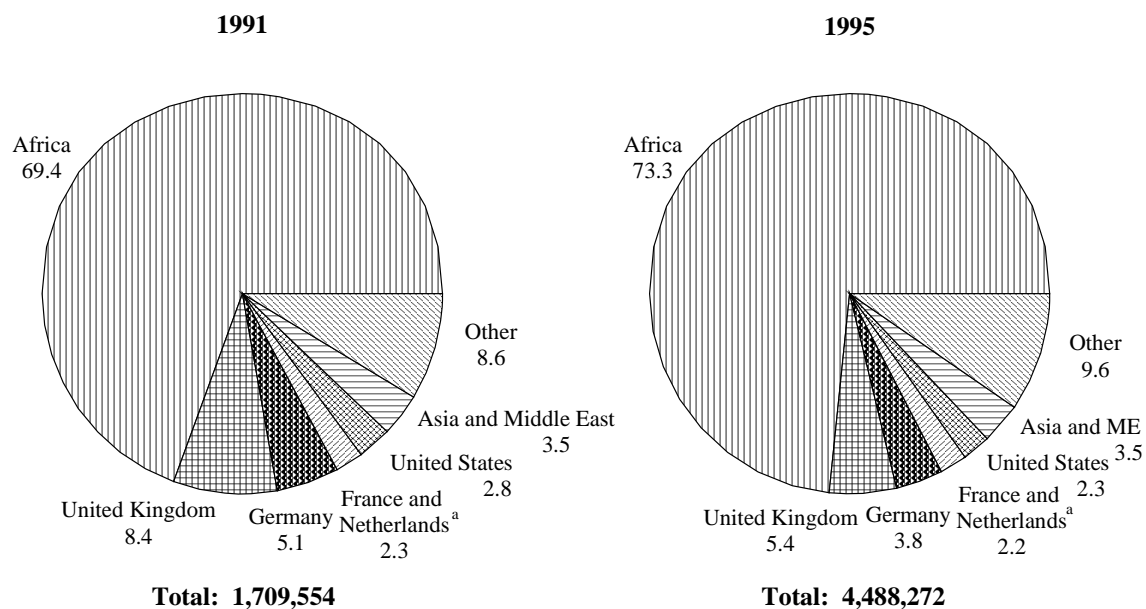 1991
Africa
69.4
Other
8.6
Asia and Middle East
3.5
United States
2.8
France and
Netherlandsᵃ
2.3
Germany
5.1
United Kingdom
8.4
Total: 1,709,554
1995
Africa
73.3
Other
9.6
Asia and ME
3.5
United States
2.3
France and
Netherlandsᵃ
2.2
Germany
3.8
United Kingdom
5.4
Total: 4,488,272